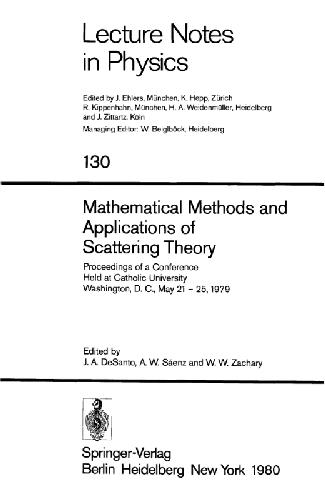 Lecture Notes
in Physics
Edited by J. Ehlers, München, K. Hepp, Zürich
R. Kippenhahn, München, H. A. Weidenmüller, Heidelberg
and J. Zittartz, Köln
Managing Editor: W. Beiglböck, Heidelberg
130
Mathematical Methods and
Applications of
Scattering Theory
Proceedings of a Conference
Held at Catholic University
Washington, D. C., May 21 – 25, 1979
Edited by
J. A. DeSanto, A. W. Sáenz and W. W. Zachary
Springer-Verlag
Berlin Heidelberg New York 1980